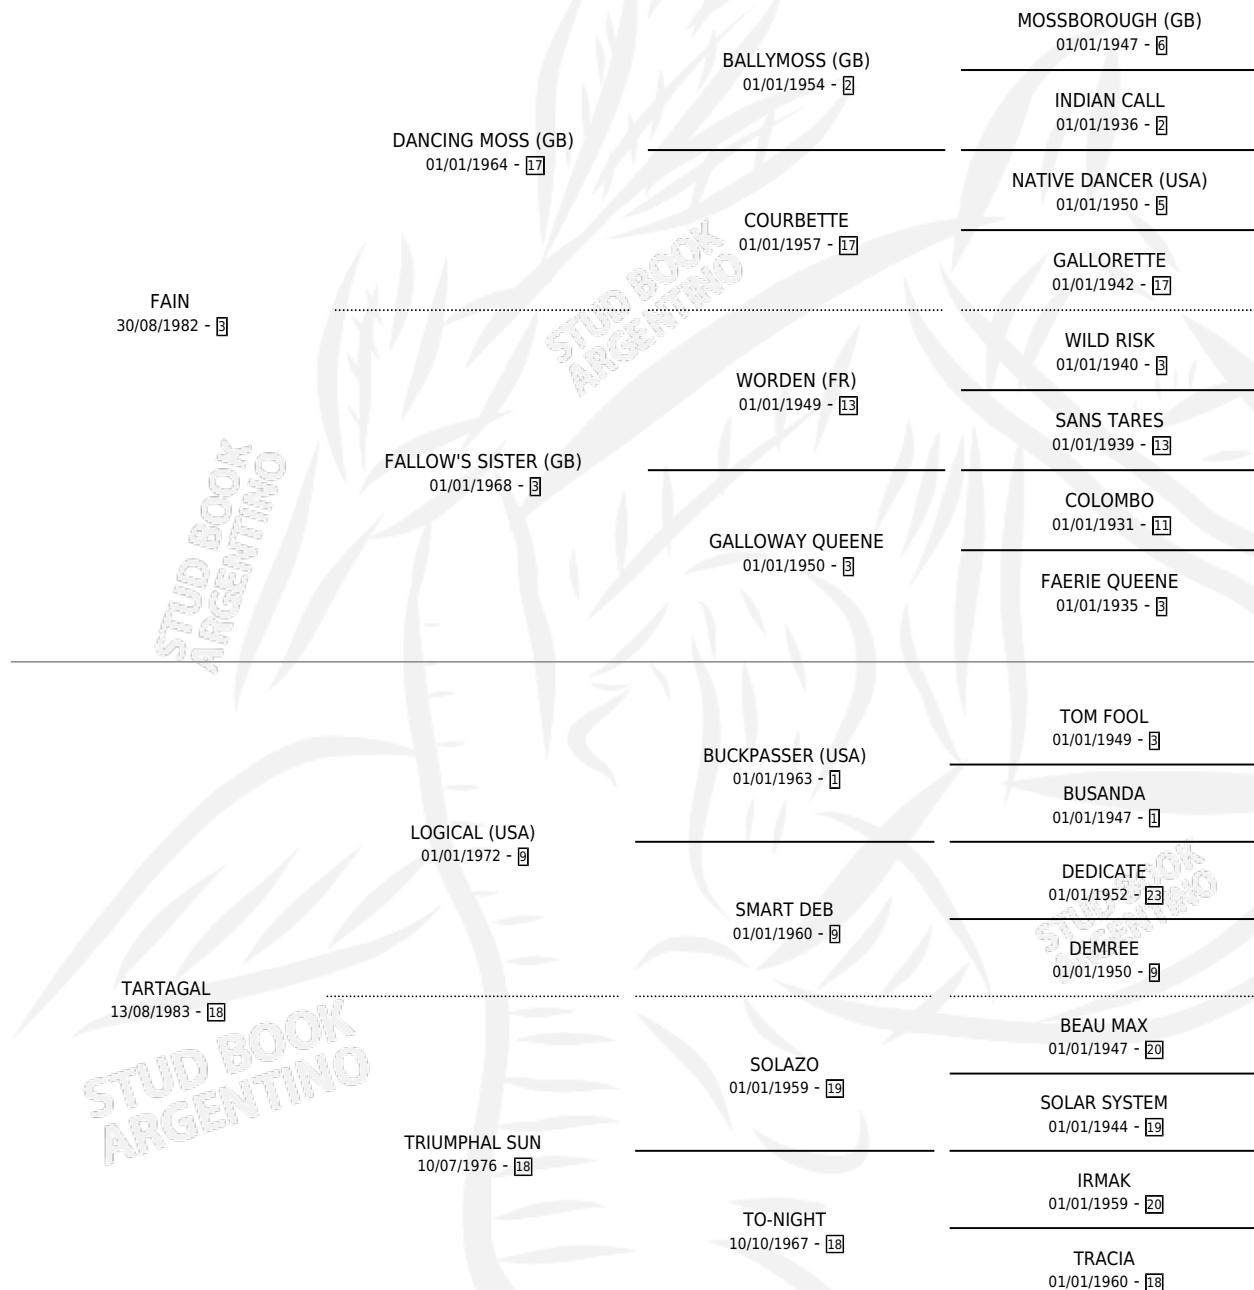 MOSSBOROUGH (GB)
01/01/1947 - 6
BALLYMOSS (GB)
01/01/1954 - 2
INDIAN CALL
01/01/1936 - 2
DANCING MOSS (GB)
01/01/1964 - 17
NATIVE DANCER (USA)
01/01/1950 - 5
COURBETTE
01/01/1957 - 17
GALLORETTE
01/01/1942 - 17
FAIN
30/08/1982 - 3
WILD RISK
01/01/1940 - 3
WORDEN (FR)
01/01/1949 - 13
SANS TARES
01/01/1939 - 13
FALLOW'S SISTER (GB)
01/01/1968 - 3
COLOMBO
01/01/1931 - 11
GALLOWAY QUEENE
01/01/1950 - 3
FAERIE QUEENE
01/01/1935 - 3
STUD BOOK
ARGENTINO
STUD BOOK
ARGENTINO
TOM FOOL
01/01/1949 - 3
BUCKPASSER (USA)
01/01/1963 - 1
BUSANDA
01/01/1947 - 1
LOGICAL (USA)
01/01/1972 - 9
DEDICATE
01/01/1952 - 23
SMART DEB
01/01/1960 - 9
DEMREE
01/01/1950 - 9
STUD BOOK
ARGENTINO
TARTAGAL
13/08/1983 - 18
BEAU MAX
01/01/1947 - 20
SOLAZO
01/01/1959 - 19
SOLAR SYSTEM
01/01/1944 - 19
STUD BOOK
ARGENTINO
TRIUMPHAL SUN
10/07/1976 - 18
IRMAK
01/01/1959 - 20
TO-NIGHT
10/10/1967 - 18
TRACIA
01/01/1960 - 18